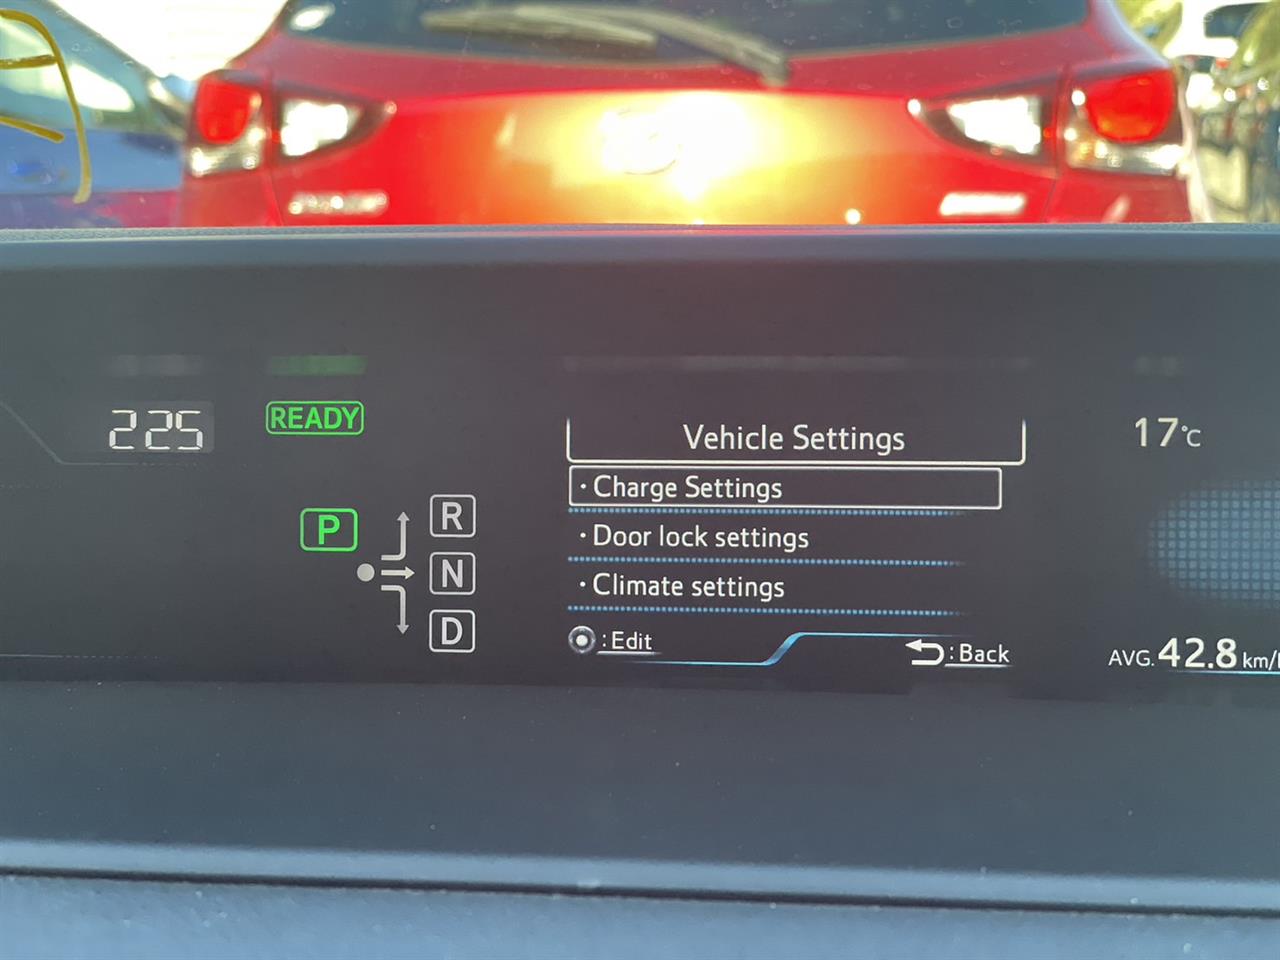 225
READY
P
R
N
D
Vehicle Settings
· Charge Settings
· Door lock settings
· Climate settings
: Edit
: Back
17°C
AVG. 42.8 km/